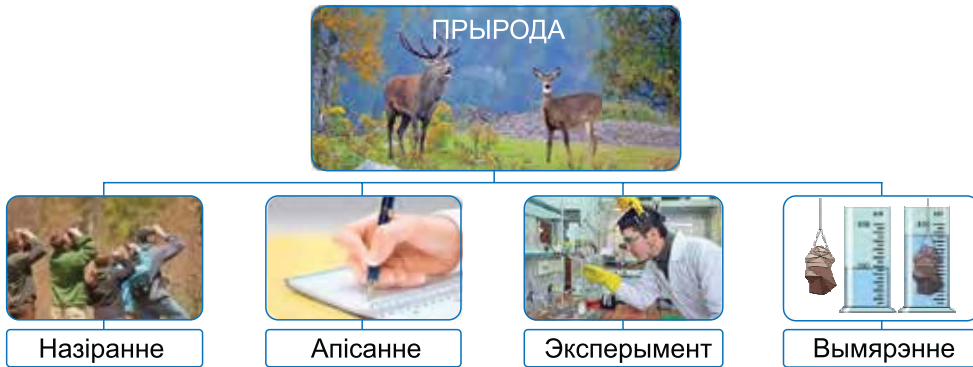 ПРЫРОДА
Назіранне
Апісанне
Эксперымент
Вымярэнне